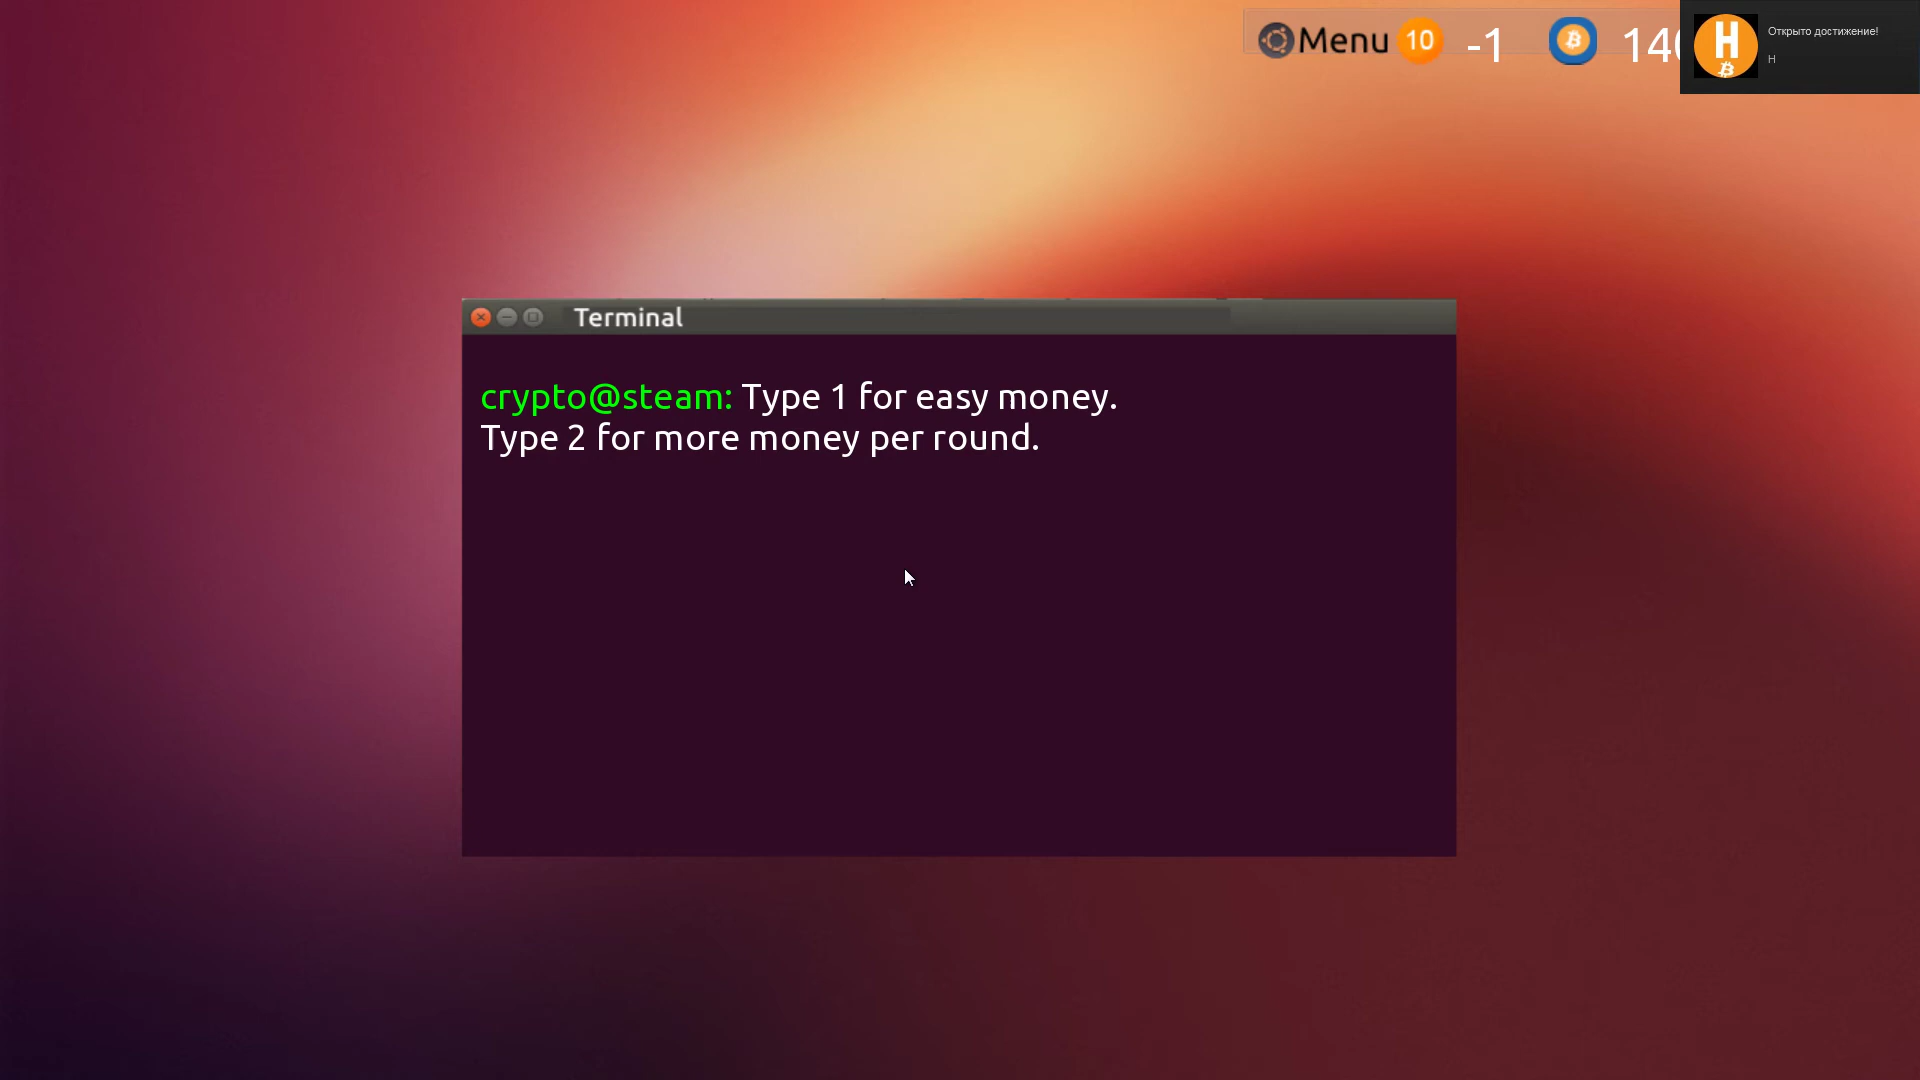 Menu 10 -1 140
Открыто достижение!
H
H
Terminal
crypto@steam: Type 1 for easy money.
Type 2 for more money per round.